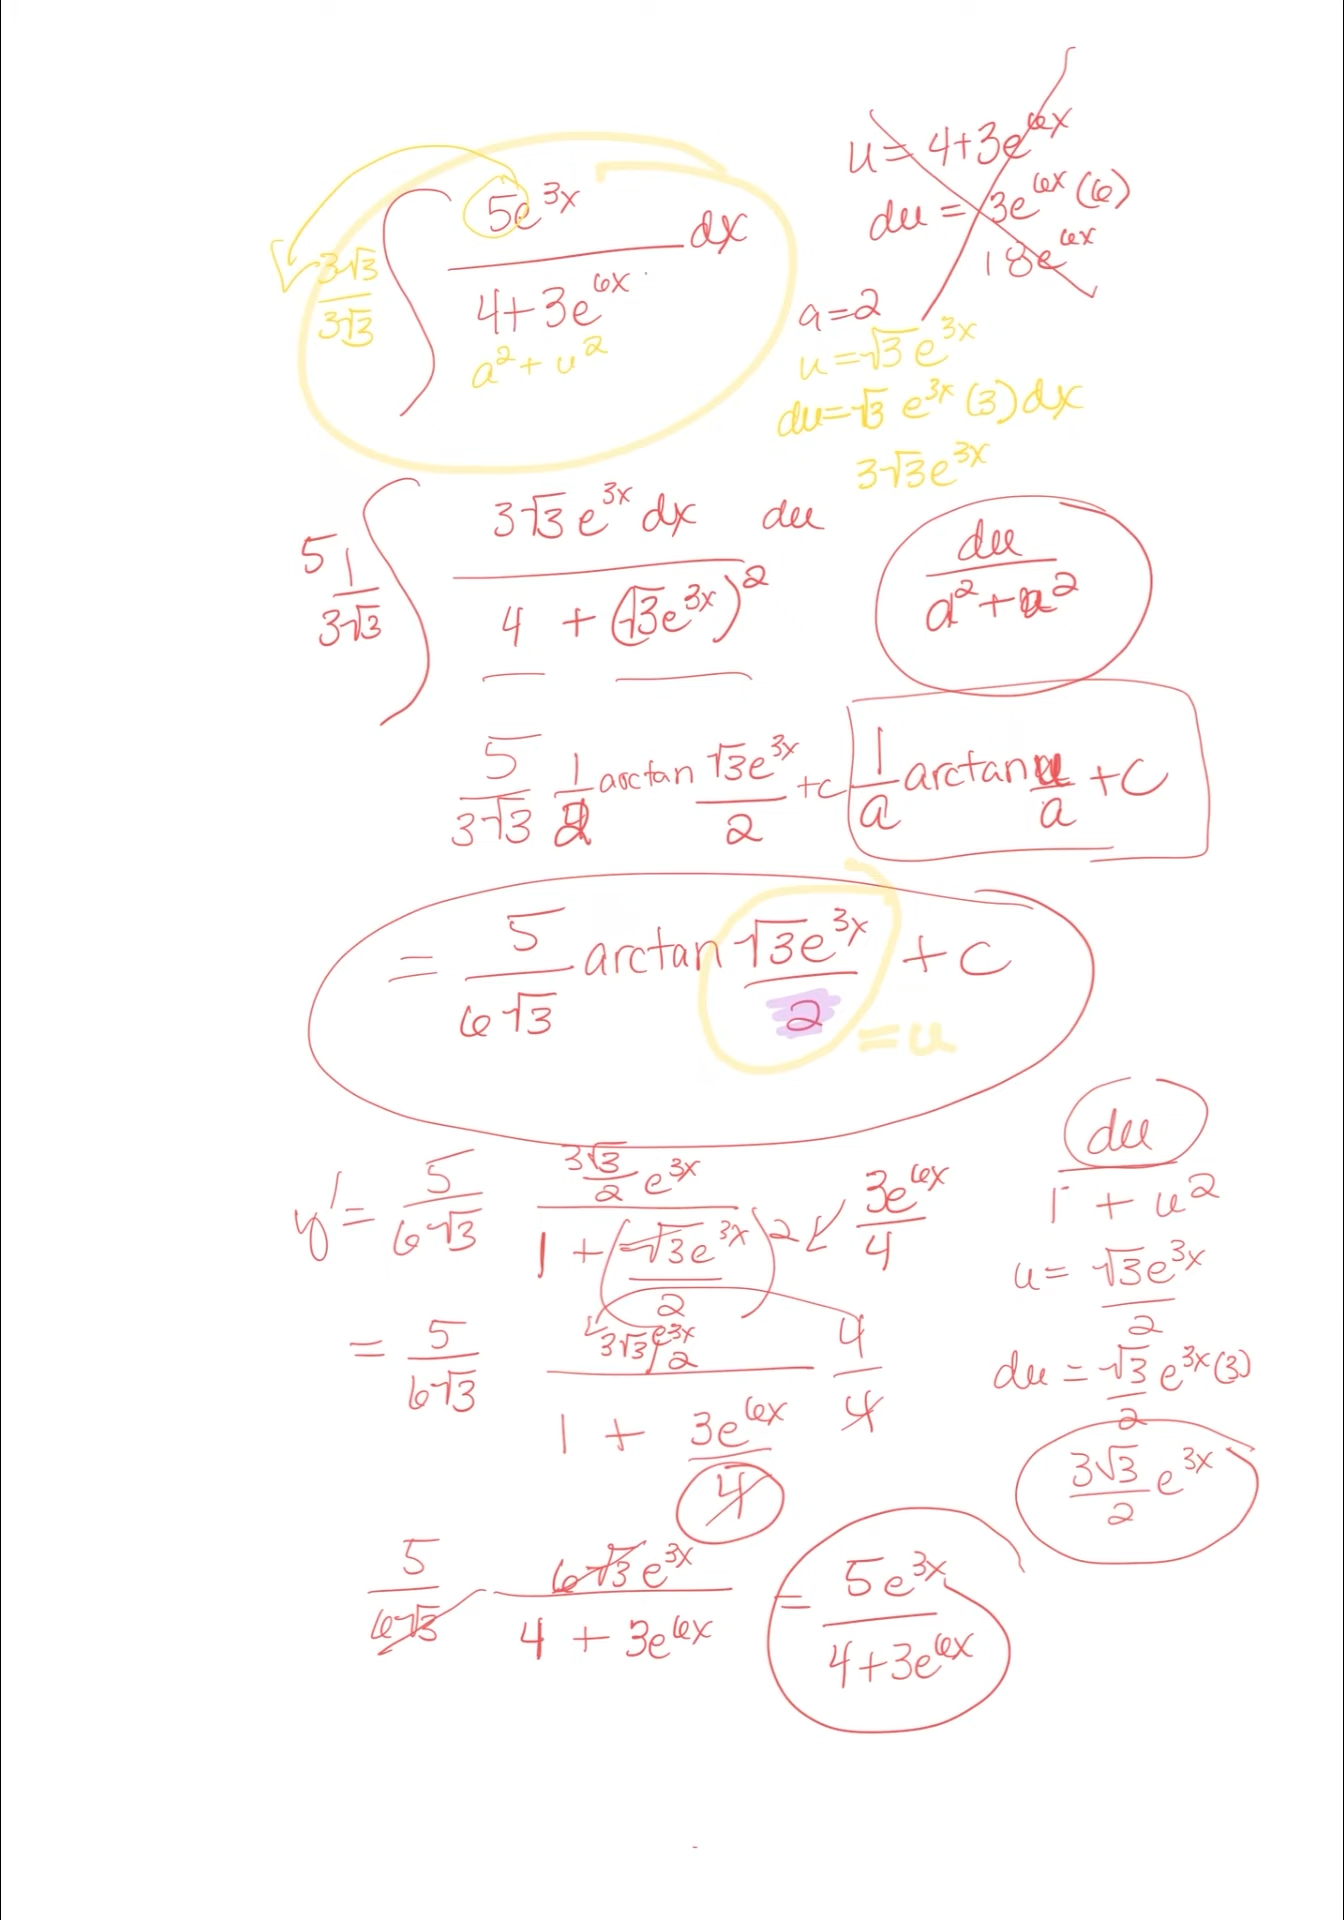 ∫ 5e^{3x} / (4+3e^{6x}) dx
3√3 / 3√3
a² + u²
u = 4+3e^{6x}
du = 3e^{6x}(6)
18e^{6x}
a=2
u=√3e^{3x}
du=√3 e^{3x}(3)dx
3√3e^{3x}
5 1/(3√3) ∫ 3√3e^{3x}dx / (4 + (√3e^{3x})²) du
du / (a²+u²)
5/(3√3) 1/2 arctan √3e^{3x}/2 +c
1/a arctan u/a +C
= 5/(6√3) arctan √3e^{3x}/2 + C
= u
y' = 5/(6√3) (3√3/2 e^{3x}) / (1 + (√3e^{3x}/2)²) 3e^{6x}/4
du / (1 + u²)
u = √3e^{3x}/2
du = √3/2 e^{3x}(3)
3√3/2 e^{3x}
= 5/(6√3) (3√3e^{3x}/2) / (1 + 3e^{6x}/4) 4/4
5/(6√3) 6√3e^{3x} / (4 + 3e^{6x}) = 5e^{3x} / (4+3e^{6x})